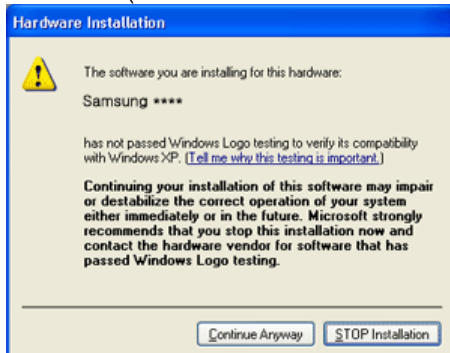 Hardware Installation
The software you are installing for this hardware:
Samsung ****
has not passed Windows Logo testing to verify its compatibility
with Windows XP. (Tell me why this testing is important.)
Continuing your installation of this software may impair
or destabilize the correct operation of your system
either immediately or in the future. Microsoft strongly
recommends that you stop this installation now and
contact the hardware vendor for software that has
passed Windows Logo testing.
Continue Anyway STOP Installation